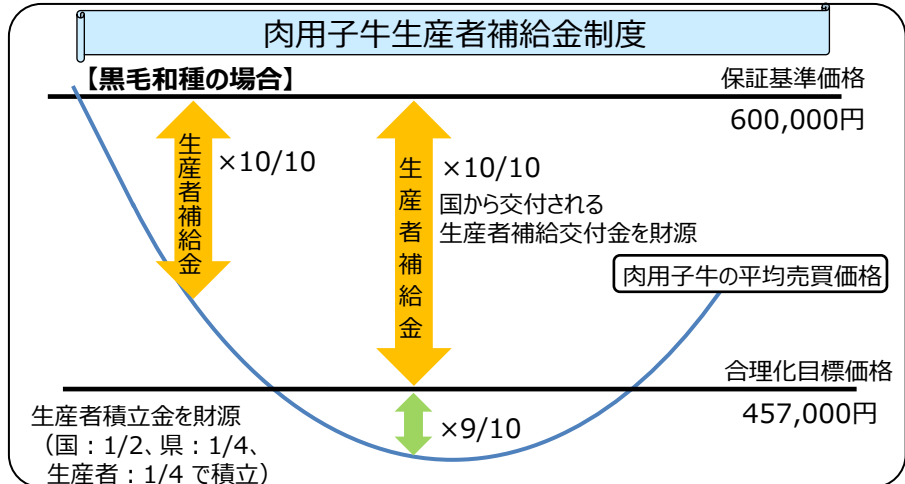 肉用子牛生産者補給金制度
【黒毛和種の場合】
保証基準価格
600,000円
生産者補給金
×10/10
生産者補給金
×10/10
国から交付される
生産者補給交付金を財源
肉用子牛の平均売買価格
合理化目標価格
457,000円
生産者積立金を財源
（国：1/2、県：1/4、
生産者：1/4 で積立）
×9/10